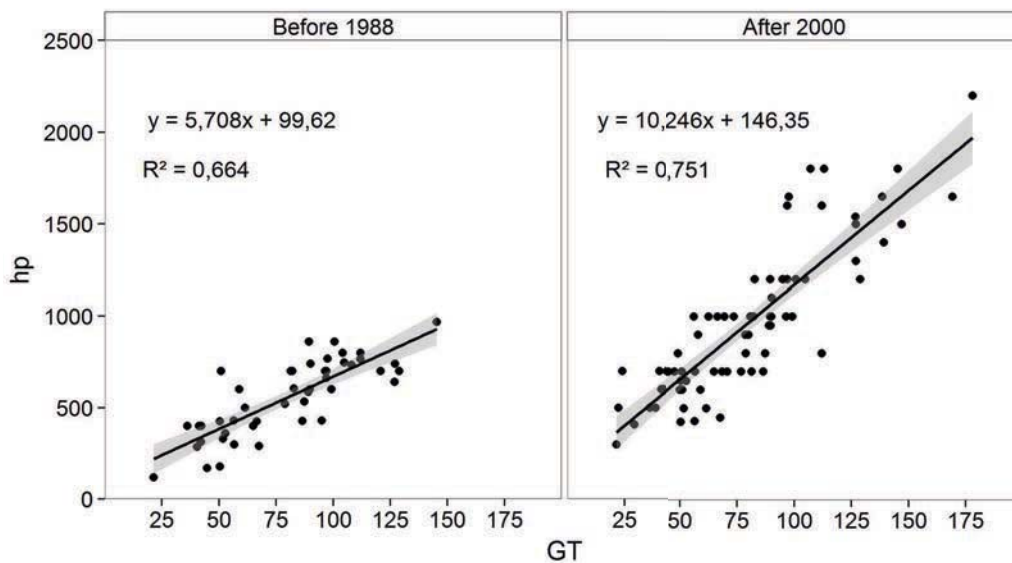 Before 1988
After 2000
2500
2000
1500
1000
500
0
hp
y = 5,708x + 99,62
R² = 0,664
y = 10,246x + 146,35
R² = 0,751
25 50 75 100 125 150 175
25 50 75 100 125 150 175
GT